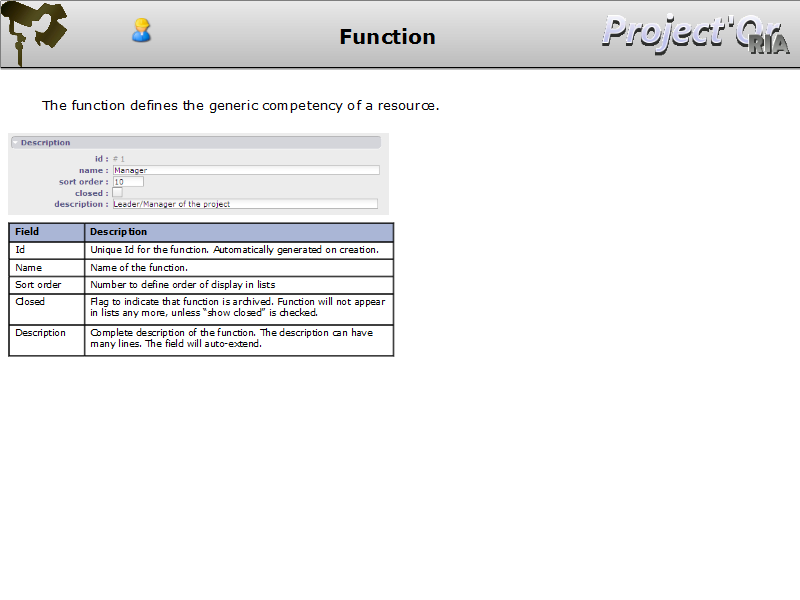 Function
Project'Or
RIA
The function defines the generic competency of a resource.
Description
id : # 1
name : Manager
sort order : 10
closed :
description : Leader/Manager of the project
Field Description
Id Unique Id for the function. Automatically generated on creation.
Name Name of the function.
Sort order Number to define order of display in lists
Closed Flag to indicate that function is archived. Function will not appear
in lists any more, unless “show closed” is checked.
Description Complete description of the function. The description can have
many lines. The field will auto-extend.